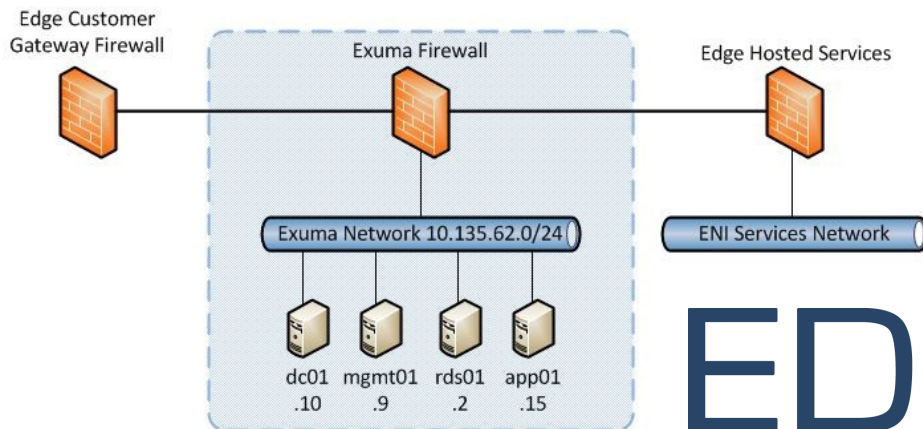 Edge Customer
Gateway Firewall
Exuma Firewall
Edge Hosted Services
Exuma Network 10.135.62.0/24
ENI Services Network
dc01
.10
mgmt01
.9
rds01
.2
app01
.15
ED